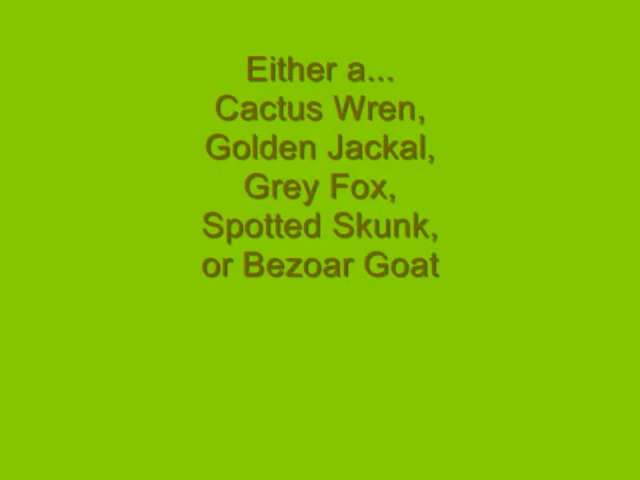 Either a...
Cactus Wren,
Golden Jackal,
Grey Fox,
Spotted Skunk,
or Bezoar Goat